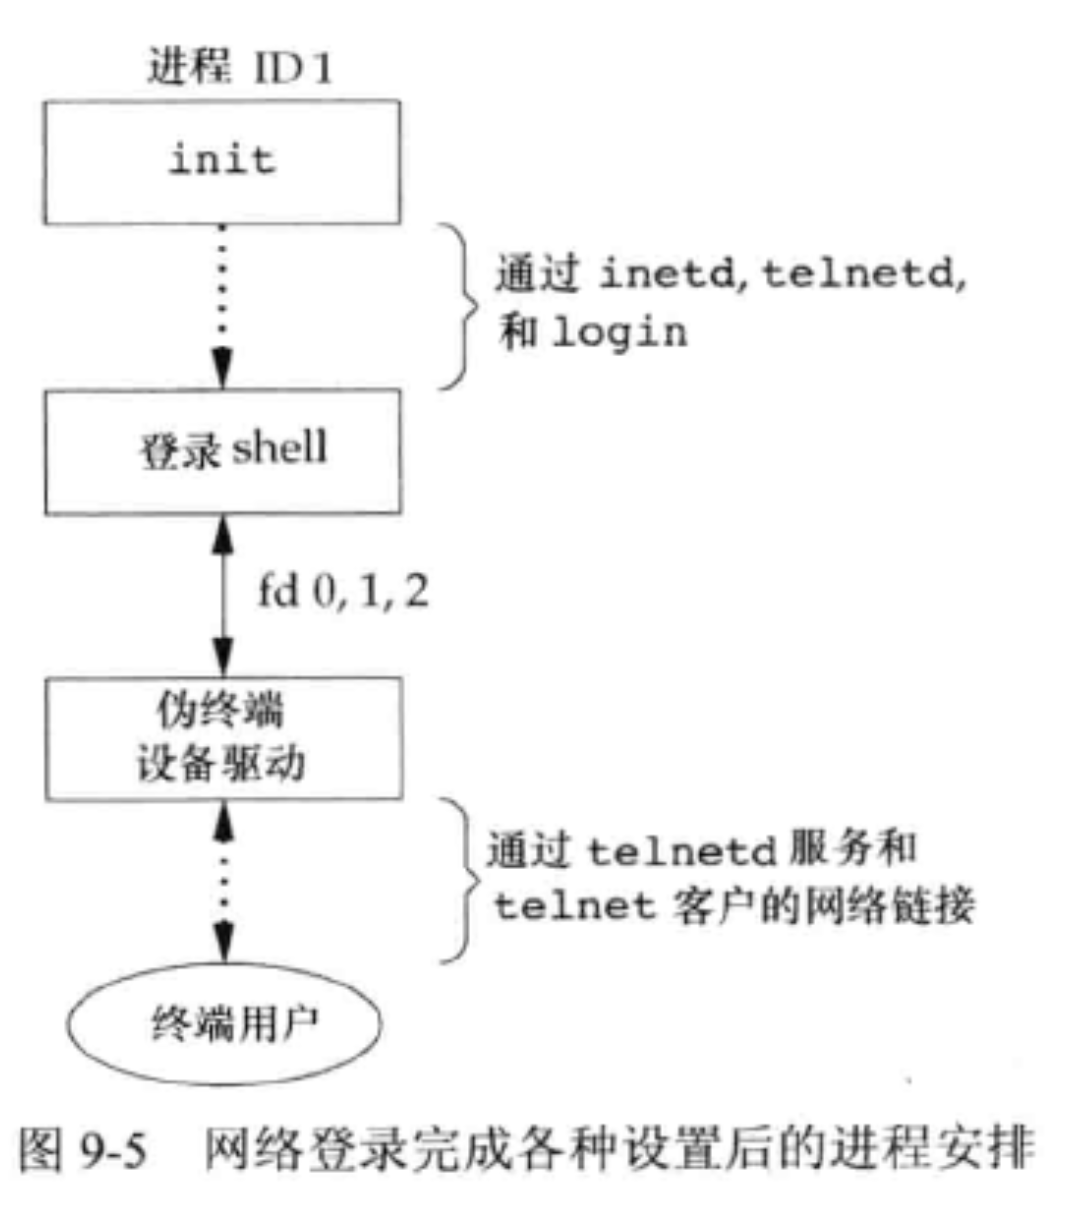 进程 ID 1
init
通过 inetd, telnetd,
和 login
登录 shell
fd 0, 1, 2
伪终端
设备驱动
通过 telnetd 服务和
telnet 客户的网络链接
终端用户
图 9-5 网络登录完成各种设置后的进程安排